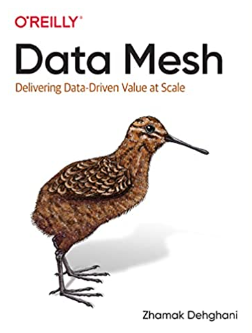 O'REILLY®
Data Mesh
Delivering Data-Driven Value at Scale
Zhamak Dehghani